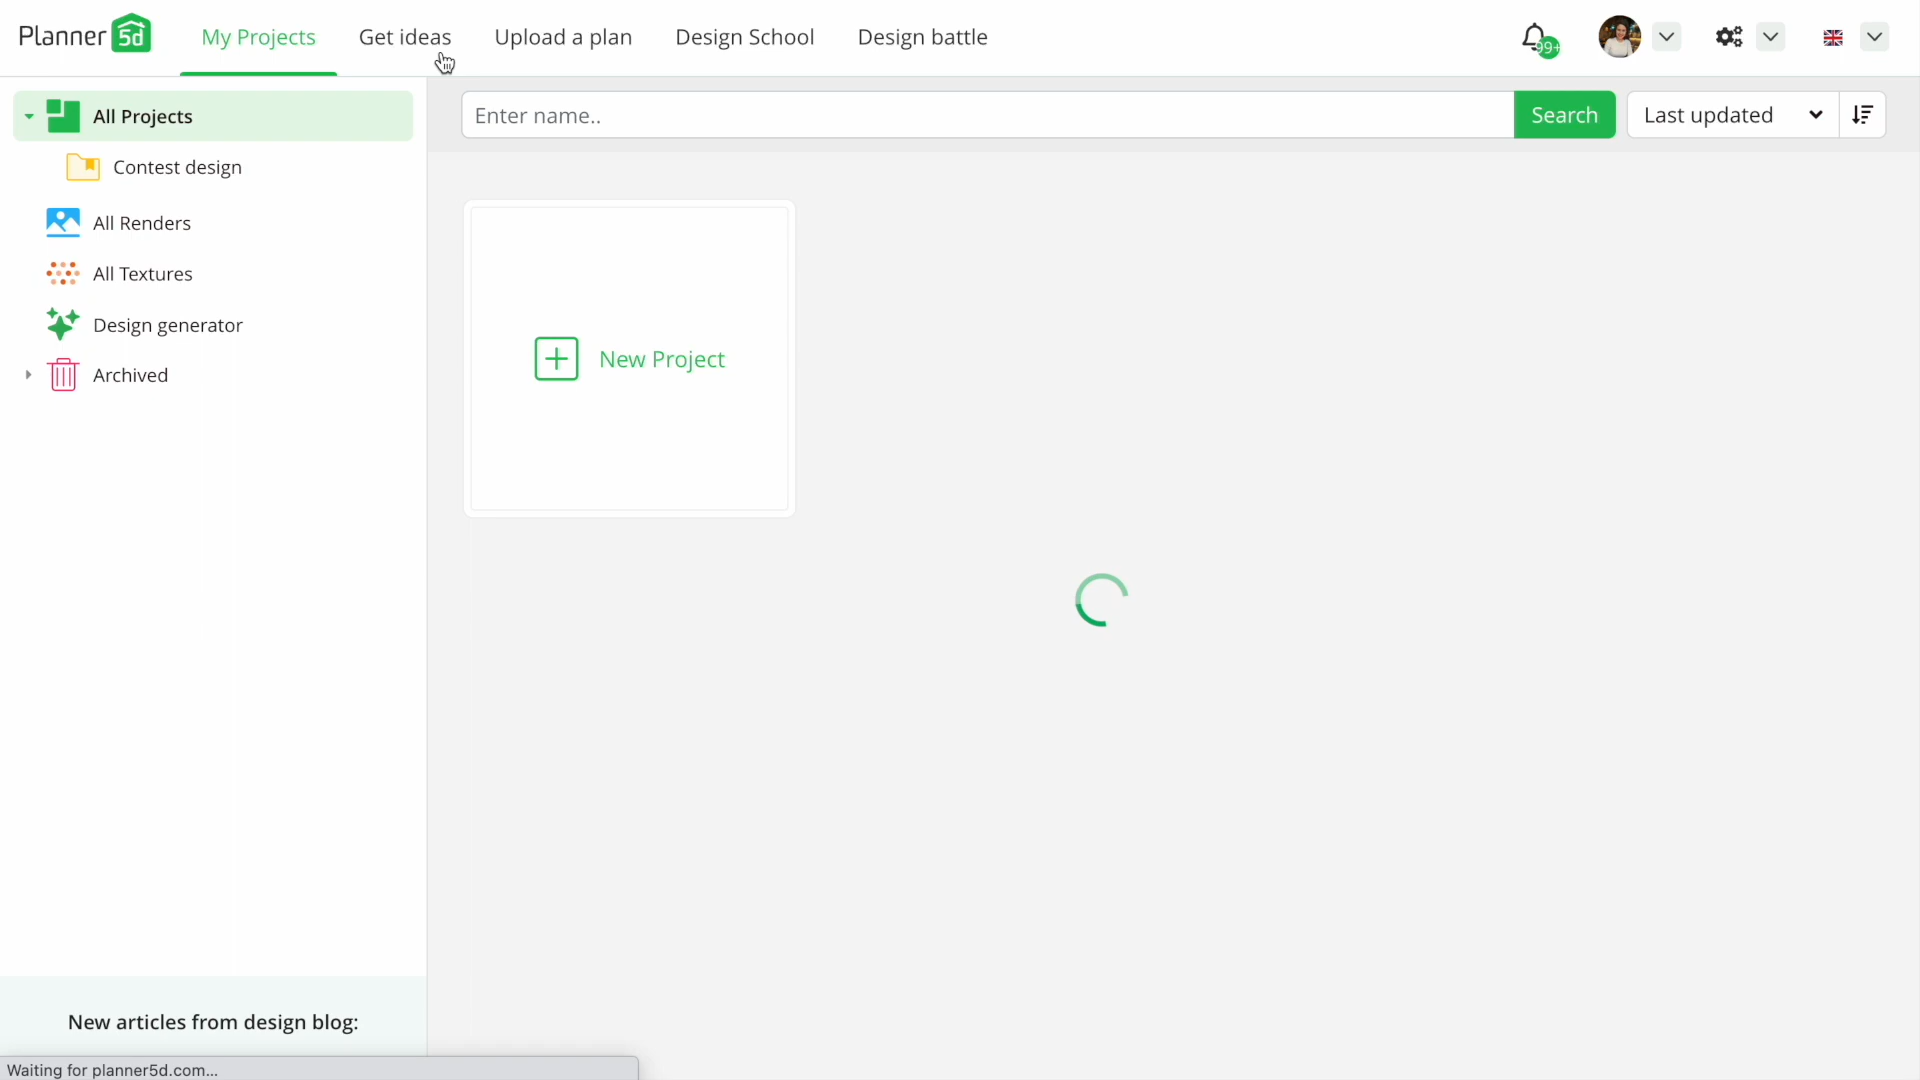 Planner 5d
My Projects
Get ideas
Upload a plan
Design School
Design battle
99+
All Projects
Contest design
All Renders
All Textures
Design generator
Archived
Enter name..
Search
Last updated
New Project
New articles from design blog:
Waiting for planner5d.com...